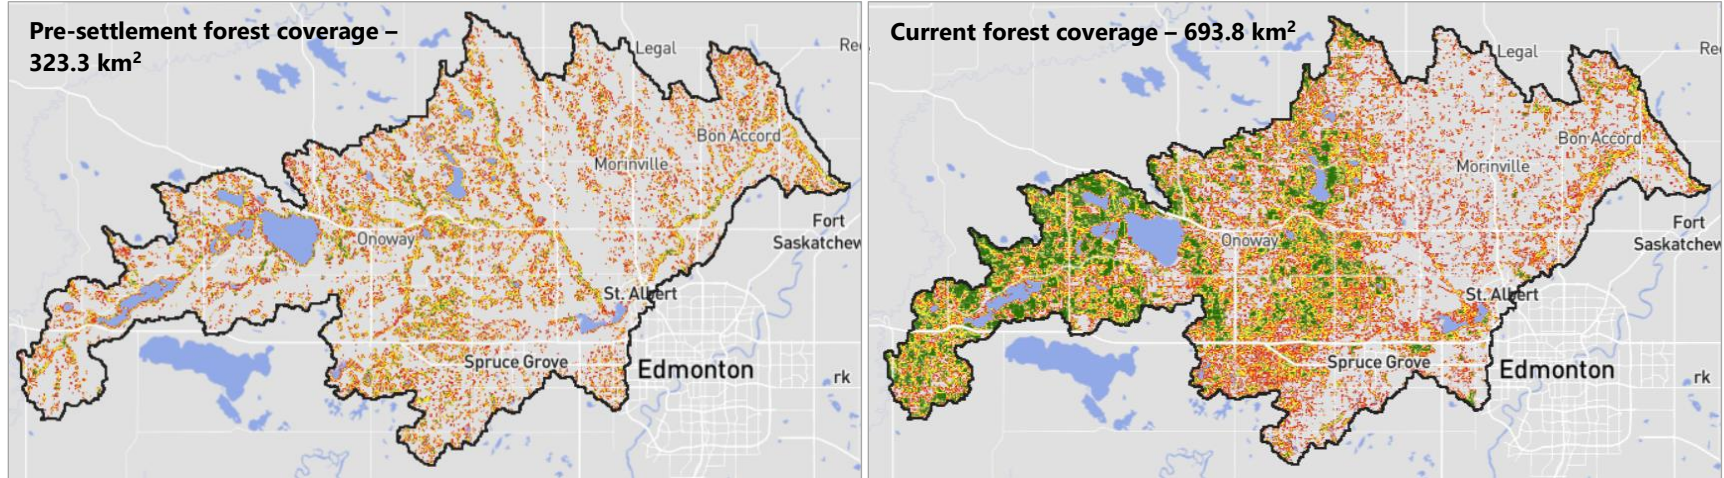 Pre-settlement forest coverage –
323.3 km²
Legal
Re
Bon Accord
Morinville
Fort
Saskatchew
Onoway
St. Albert
Spruce Grove
Edmonton
rk
Current forest coverage – 693.8 km²
Legal
Re
Bon Accord
Morinville
Fort
Saskatchew
Onoway
St. Albert
Spruce Grove
Edmonton
rk